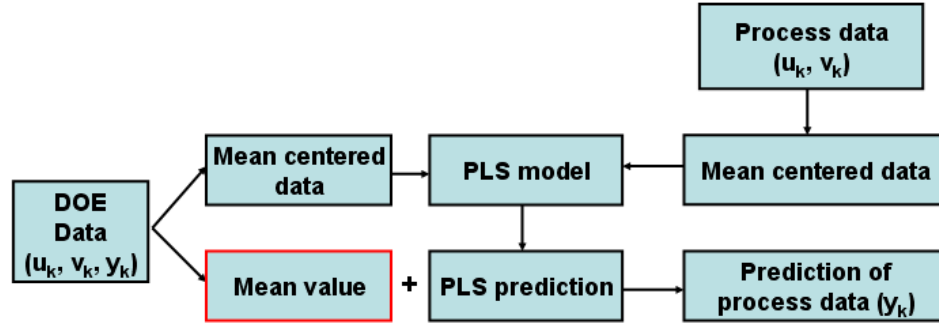 Process data
(uk, vk)
Mean centered
data
PLS model
Mean centered data
DOE
Data
(uk, vk, yk)
Mean value
+
PLS prediction
Prediction of
process data (yk)